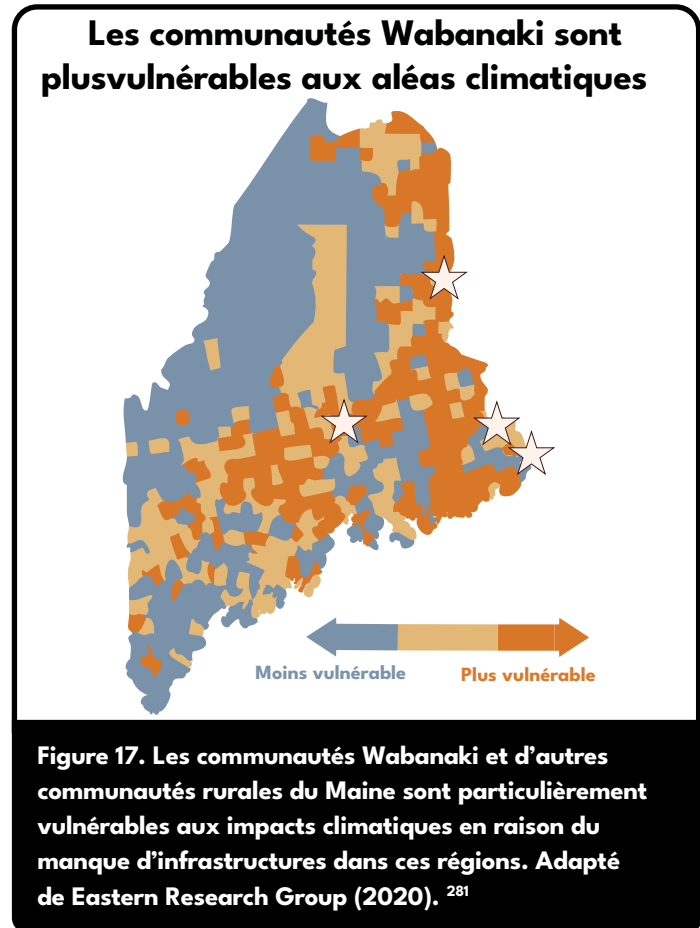 Les communautés Wabanaki sont
plusvulnérables aux aléas climatiques
Moins vulnérable
Plus vulnérable
Figure 17. Les communautés Wabanaki et d’autres
communautés rurales du Maine sont particulièrement
vulnérables aux impacts climatiques en raison du
manque d’infrastructures dans ces régions. Adapté
de Eastern Research Group (2020). 281